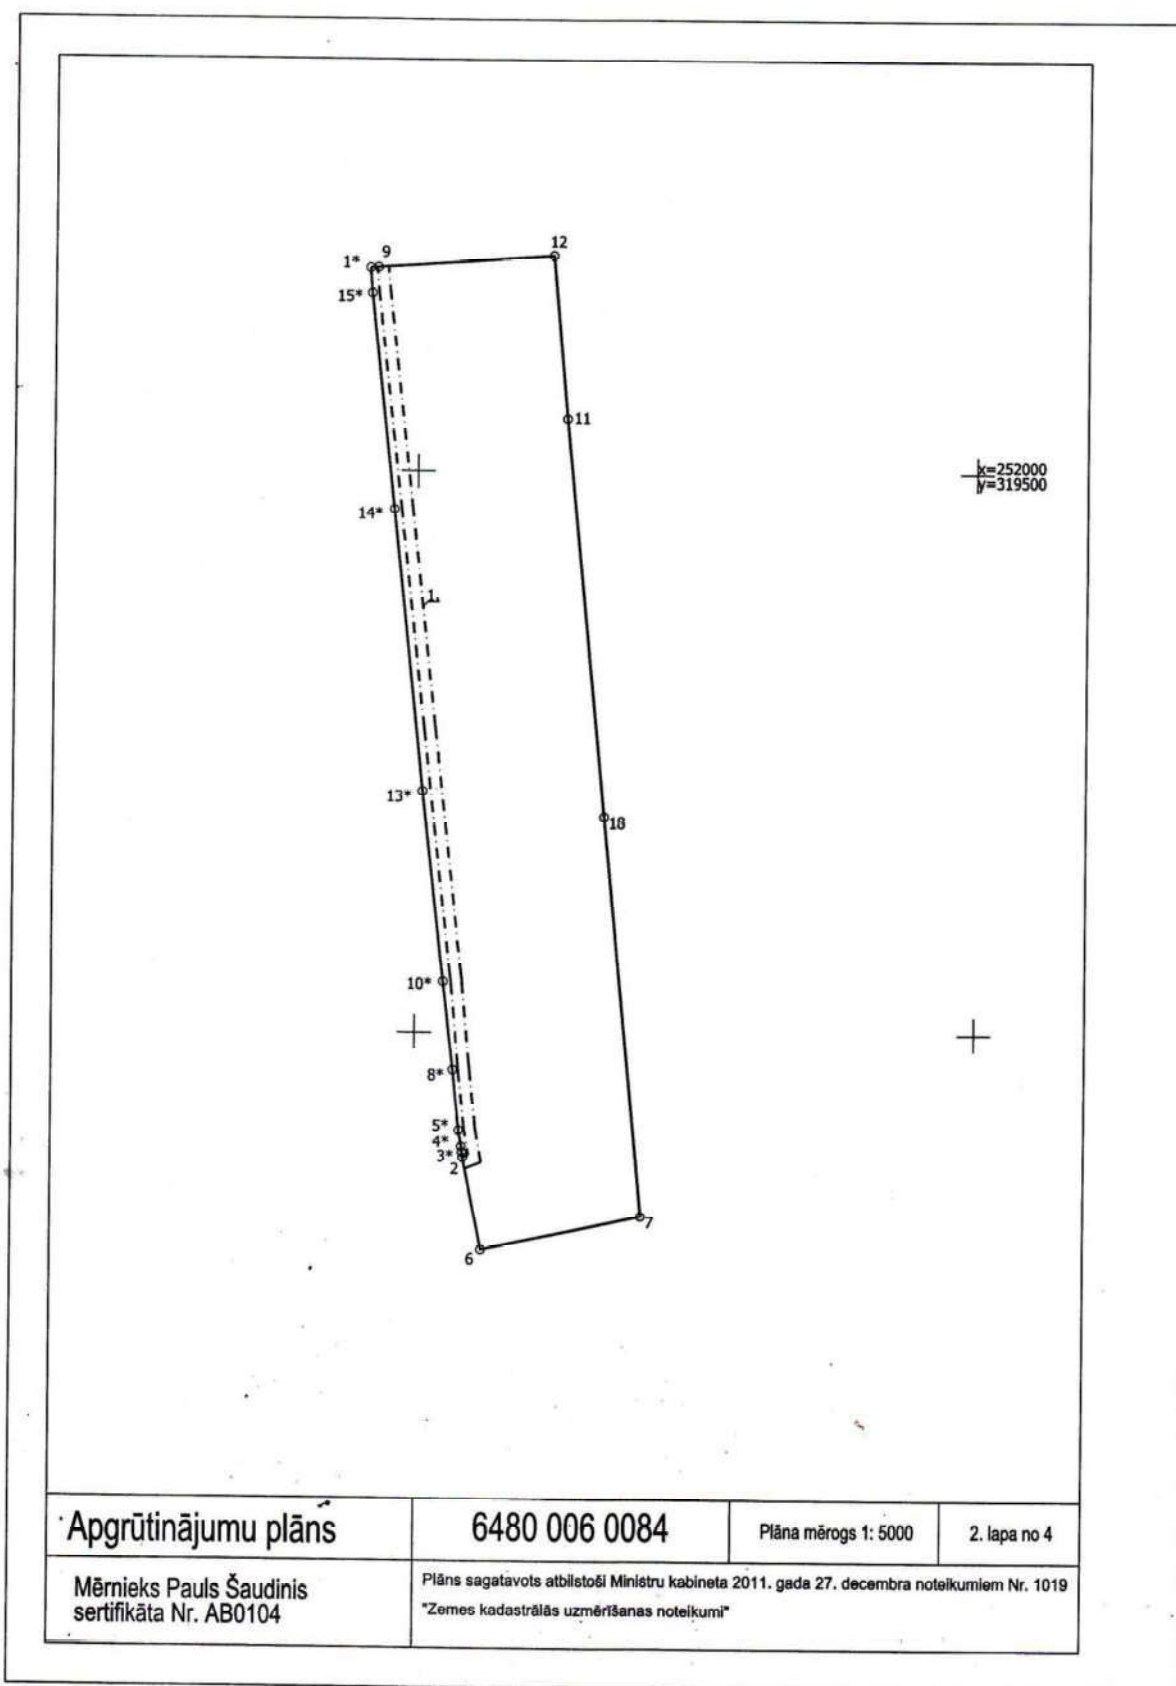 12
9
1*
15*
11
x=252000
y=319500
14*
1.
13*
18
10*
8*
5*
4*
3*
2
7
6
Apgrūtinājumu plāns
6480 006 0084
Plāna mērogs 1: 5000
2. lapa no 4
Mērnieks Pauls Šaudinis
sertifikāta Nr. AB0104
Plāns sagatavots atbilstoši Ministru kabineta 2011. gada 27. decembra noteikumiem Nr. 1019
"Zemes kadastrālās uzmērīšanas noteikumi"